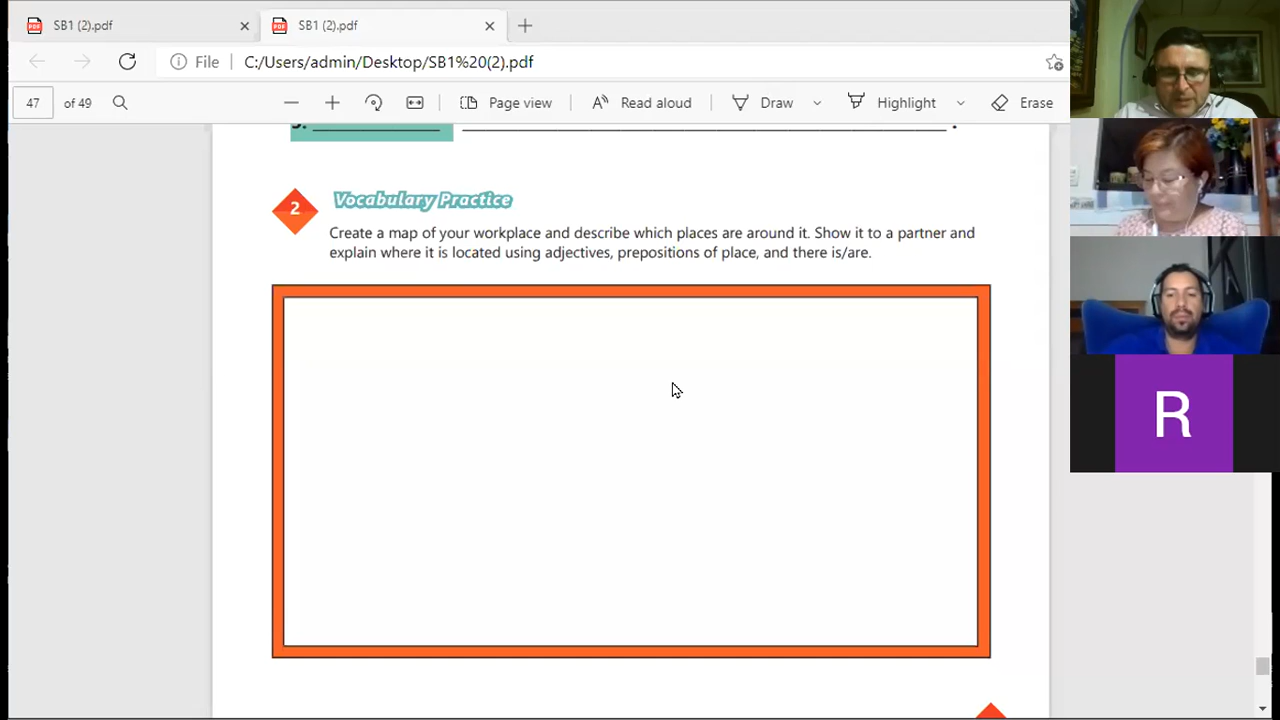 SB1 (2).pdf
SB1 (2).pdf
File C:/Users/admin/Desktop/SB1%20(2).pdf
47 of 49 Page view Read aloud Draw Highlight Erase
2 Vocabulary Practice
Create a map of your workplace and describe which places are around it. Show it to a partner and
explain where it is located using adjectives, prepositions of place, and there is/are.
R